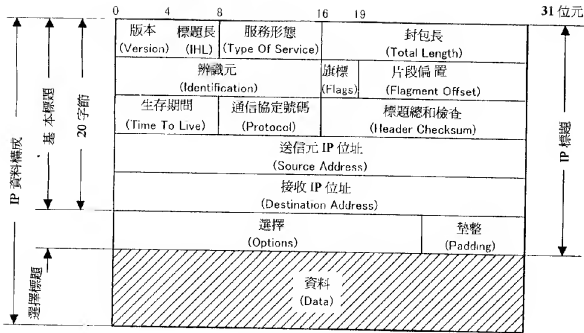 0 4 8 16 19 31 位元
版本 標題長 服務形態 封包長
(Version) (IHL) (Type Of Service) (Total Length)
辨識元 旗標 片段偏置
(Identification) (Flags) (Flagment Offset)
生存期間 通信協定號碼 標題總和檢查
(Time To Live) (Protocol) (Header Checksum)
送信元 IP 位址
(Source Address)
接收 IP 位址
(Destination Address)
選擇 墊整
(Options) (Padding)
資料
(Data)
IP 資料構成
基本標題
20 字節
選擇標題
IP 標題